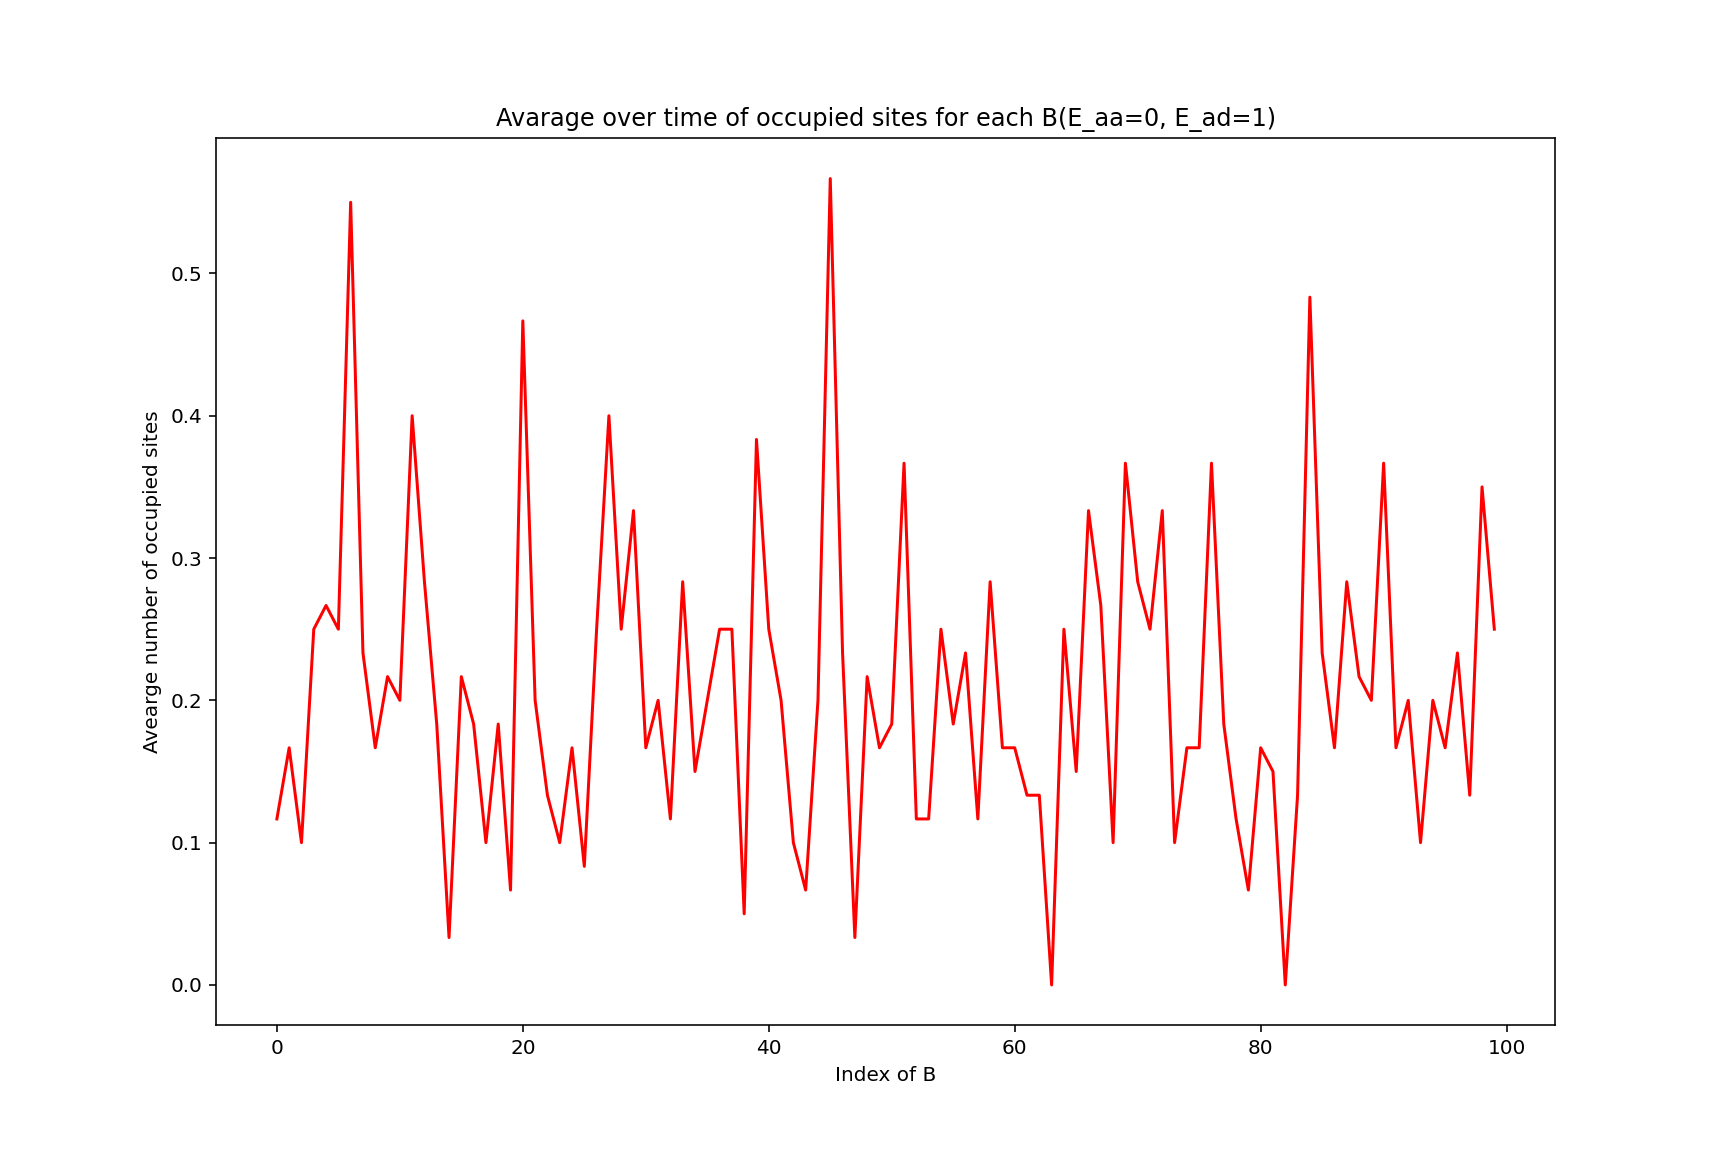 Avarage over time of occupied sites for each B(E_aa=0, E_ad=1)
Avearge number of occupied sites
0.5
0.4
0.3
0.2
0.1
0.0
0 20 40 60 80 100
Index of B